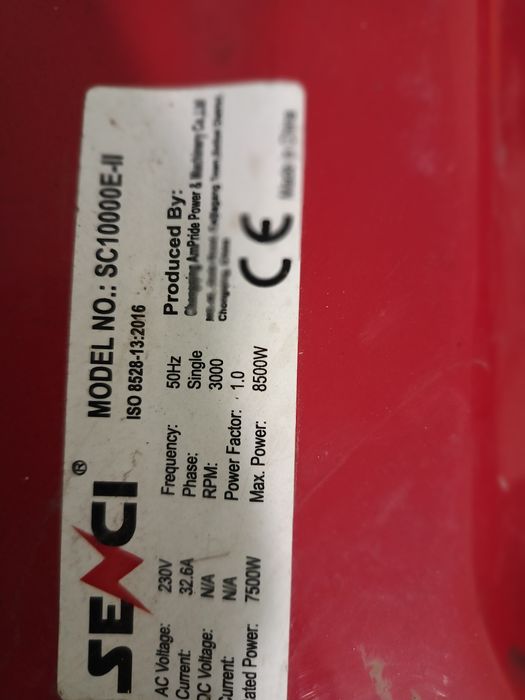 SENCI®
MODEL NO.: SC10000E-II
ISO 8528-13:2016
AC Voltage: 230V Frequency: 50Hz
Current: 32.6A Phase: Single
DC Voltage: N/A RPM: 3000
Current: N/A Power Factor: 1.0
ated Power: 7500W Max. Power: 8500W
Produced By:
Chongqing AmPride Power & Machinery Co.,Ltd
Chongqing, China
CE
Made in China